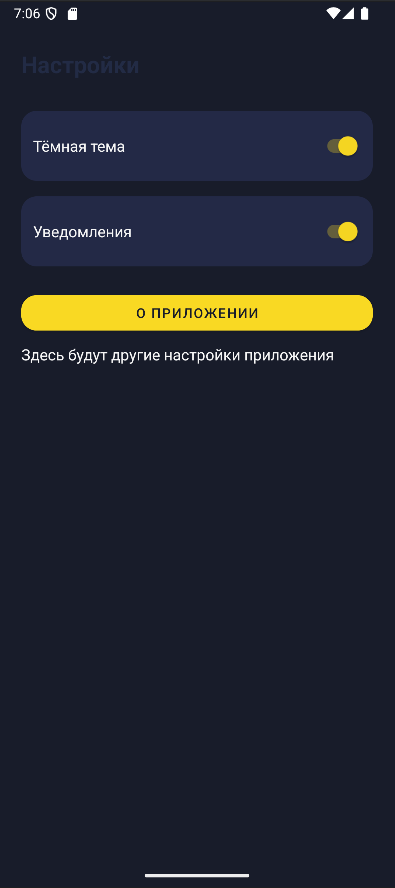 7:06
Настройки
Тёмная тема
Уведомления
О ПРИЛОЖЕНИИ
Здесь будут другие настройки приложения